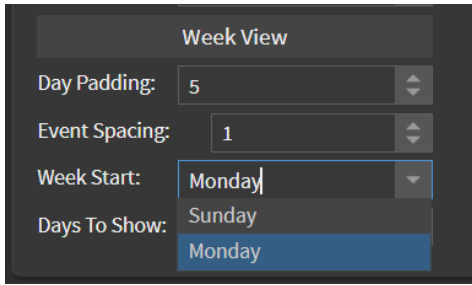 Week View
Day Padding: 5
Event Spacing: 1
Week Start: Monday
Sunday
Days To Show:
Monday